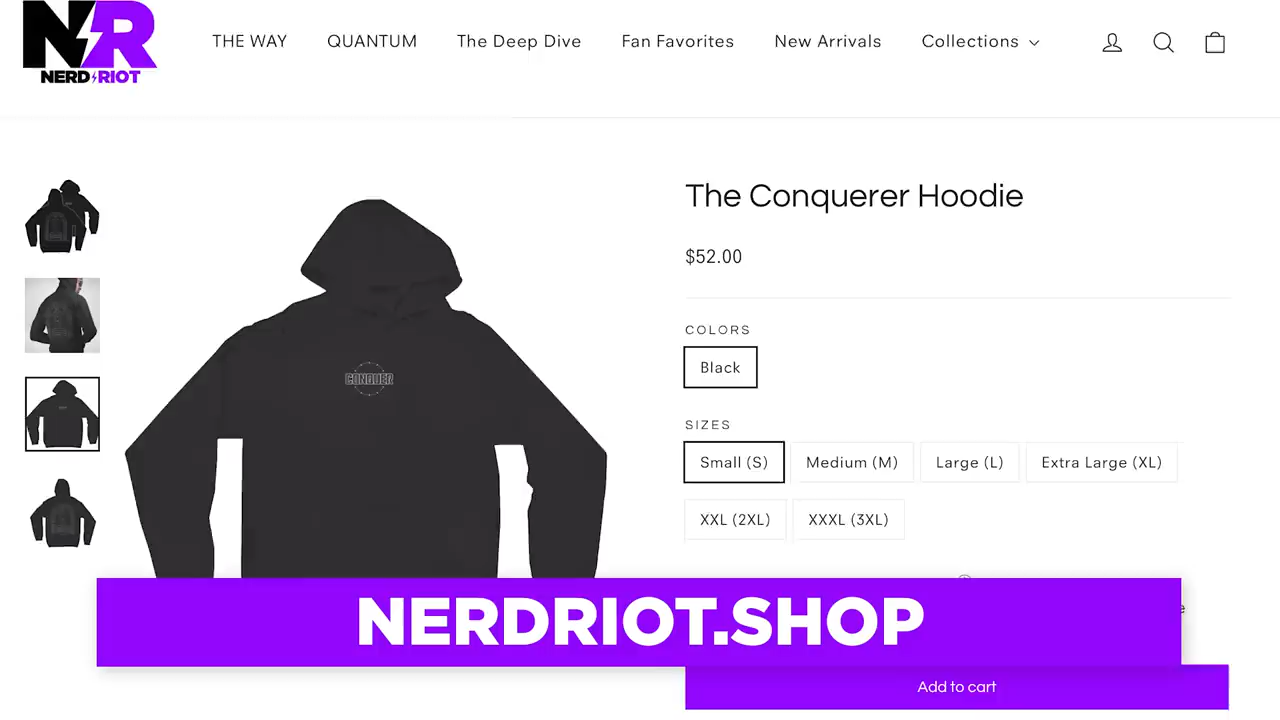 NR
NERD RIOT
THE WAY QUANTUM The Deep Dive Fan Favorites New Arrivals Collections
The Conquerer Hoodie
$52.00
COLORS
Black
CONQUER
SIZES
Small (S) Medium (M) Large (L) Extra Large (XL)
XXL (2XL) XXXL (3XL)
NERDRIOT.SHOP
Add to cart